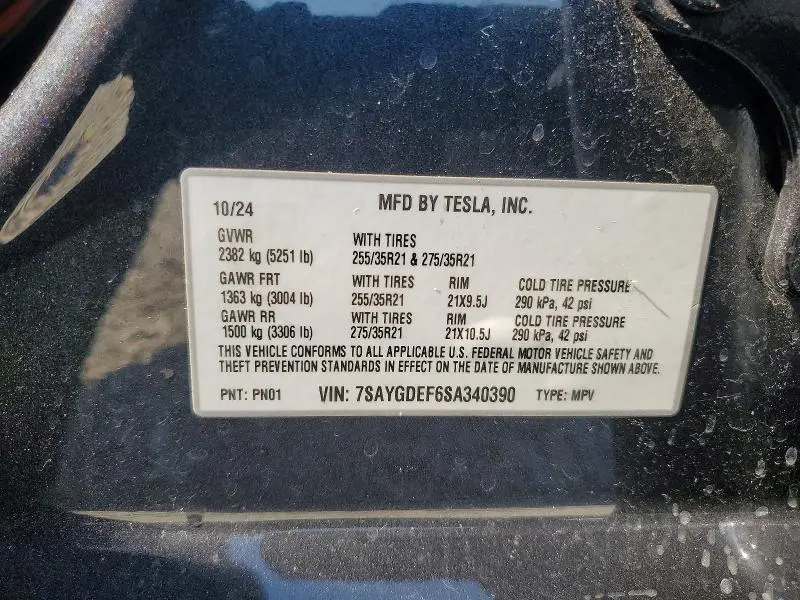 10/24 MFD BY TESLA, INC.
GVWR WITH TIRES
2382 kg (5251 lb) 255/35R21 & 275/35R21
GAWR FRT WITH TIRES RIM COLD TIRE PRESSURE
1363 kg (3004 lb) 255/35R21 21X9.5J 290 kPa, 42 psi
GAWR RR WITH TIRES RIM COLD TIRE PRESSURE
1500 kg (3306 lb) 275/35R21 21X10.5J 290 kPa, 42 psi
THIS VEHICLE CONFORMS TO ALL APPLICABLE U.S. FEDERAL MOTOR VEHICLE SAFETY AND
THEFT PREVENTION STANDARDS IN EFFECT ON THE DATE OF MANUFACTURE SHOWN ABOVE.
PNT: PN01 VIN: 7SAYGDEF6SA340390 TYPE: MPV